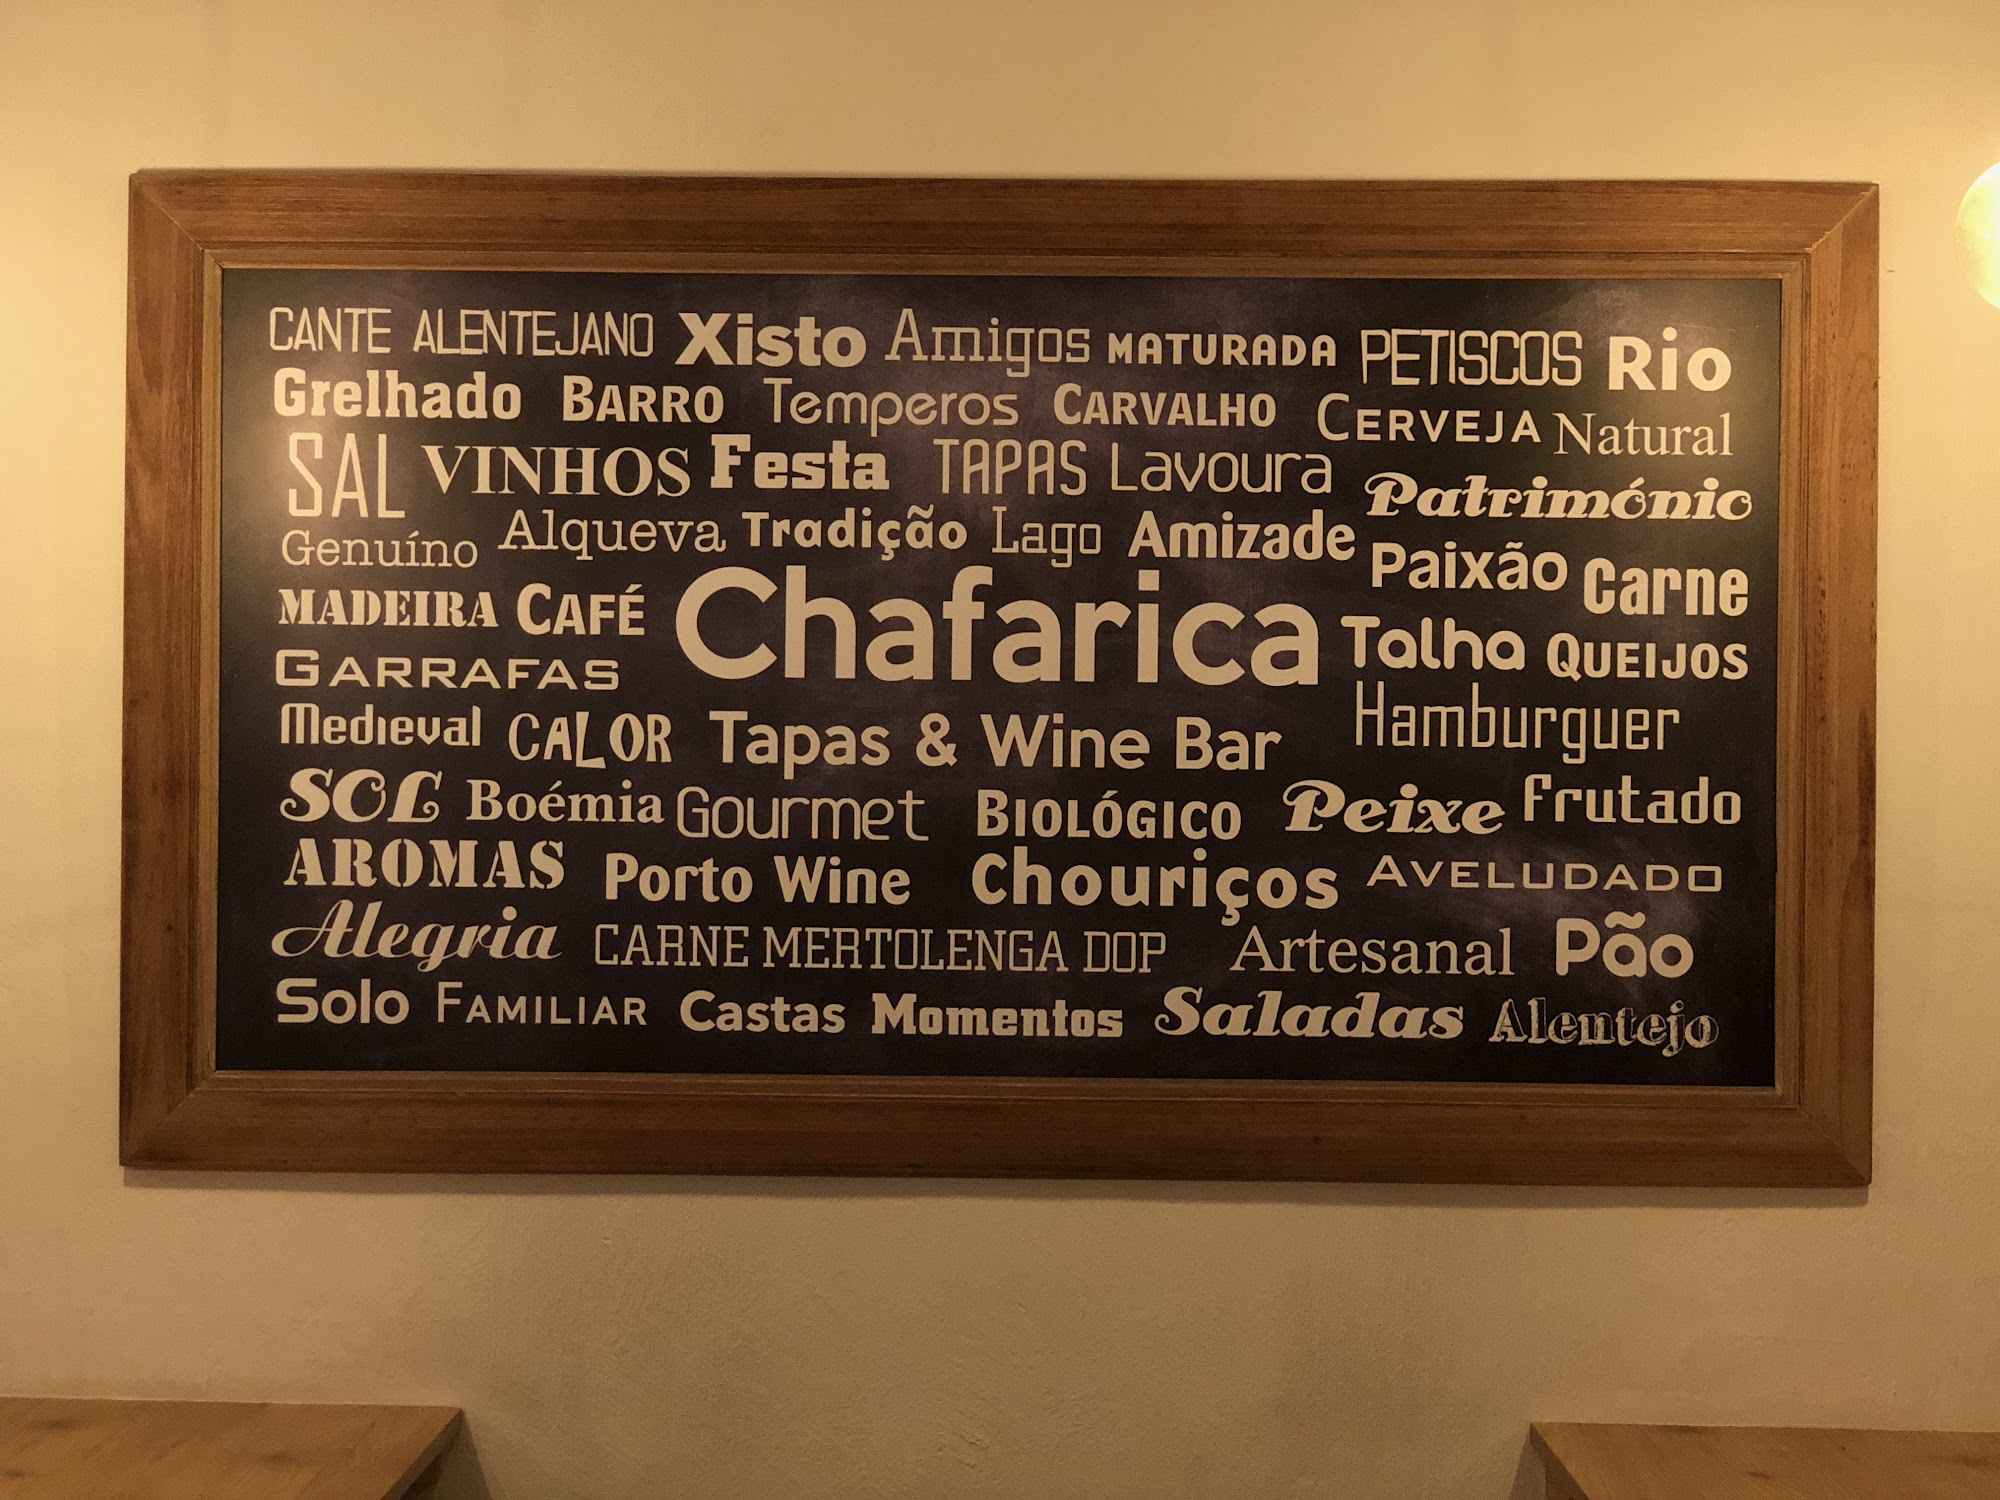 CANTE ALENTEJANO Xisto Amigos MATURADA PETISCOS Rio
Grelhado BARRO Temperos CARVALHO CERVEJA Natural
SAL VINHOS Festa TAPAS Lavoura Património
Genuíno Alqueva Tradição Lago Amizade Paixão Carne
MADEIRA CAFÉ Chafarica Talha QUEIJOS
GARRAFAS
Medieval CALOR Tapas & Wine Bar Hamburguer
SOL Boémia Gourmet BIOLÓGICO Peixe Frutado
AROMAS Porto Wine Chouriços AVELUDADO
Alegria CARNE MERTOLENGA DOP Artesanal Pão
Solo FAMILIAR Castas Momentos Saladas Alentejo